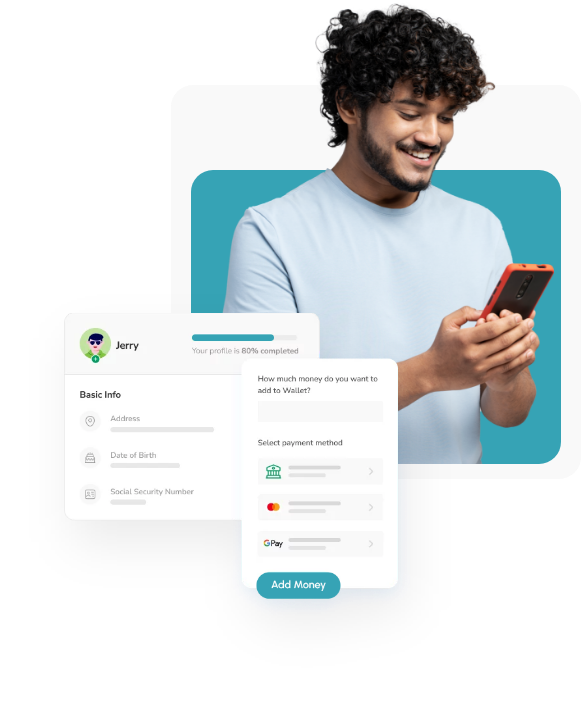 Jerry
Your profile is 80% completed
Basic Info
Address
Date of Birth
Social Security Number
How much money do you want to
add to Wallet?
Select payment method
G Pay
Add Money